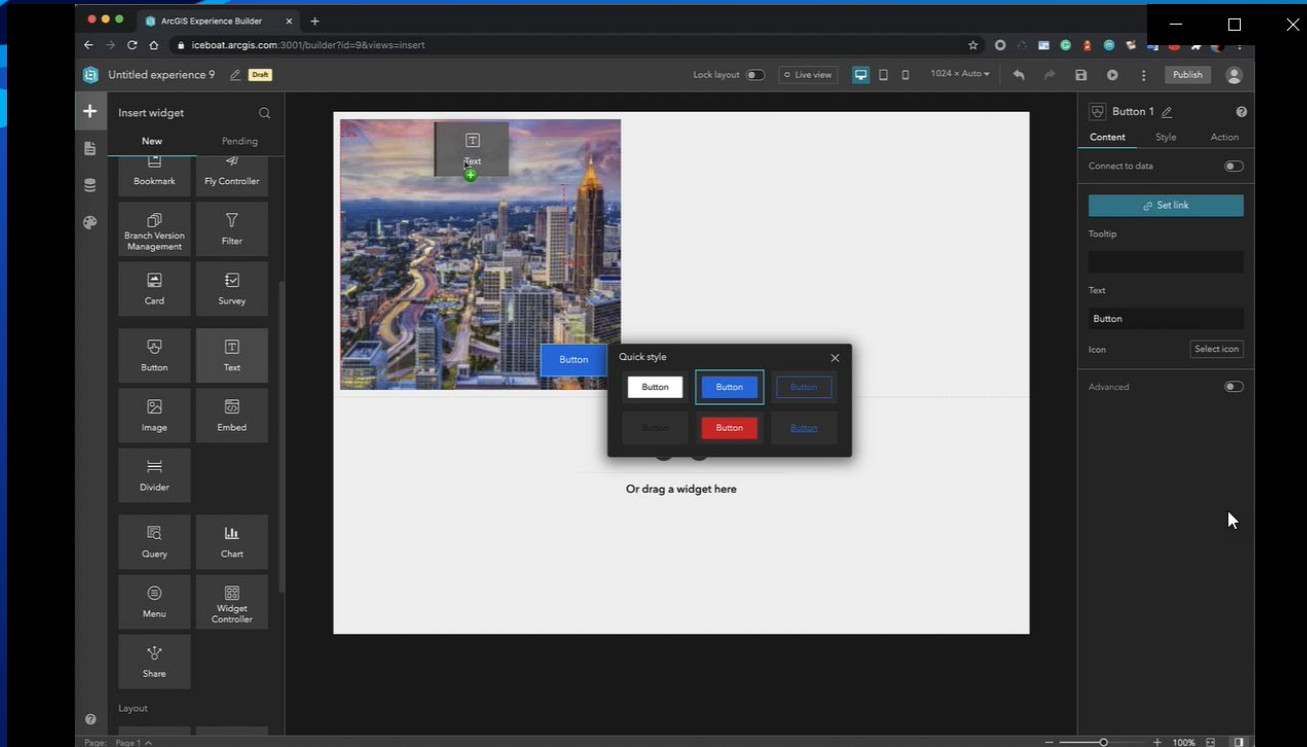 ArcGIS Experience Builder
iceboat.arcgis.com:3001/builder?id=9&views=insert
Untitled experience 9
Draft
Lock layout
Live view
1024 × Auto
Publish
Insert widget
New
Pending
Bookmark
Fly Controller
Branch Version
Management
Filter
Card
Survey
Button
Text
Image
Embed
Divider
Query
Chart
Menu
Widget
Controller
Share
Layout
Text
Button
Quick style
Button
Button
Button
Button
Button
Button
Or drag a widget here
Button 1
Content
Style
Action
Connect to data
Set link
Tooltip
Text
Button
Icon
Select icon
Advanced
Page:
Page 1
100%